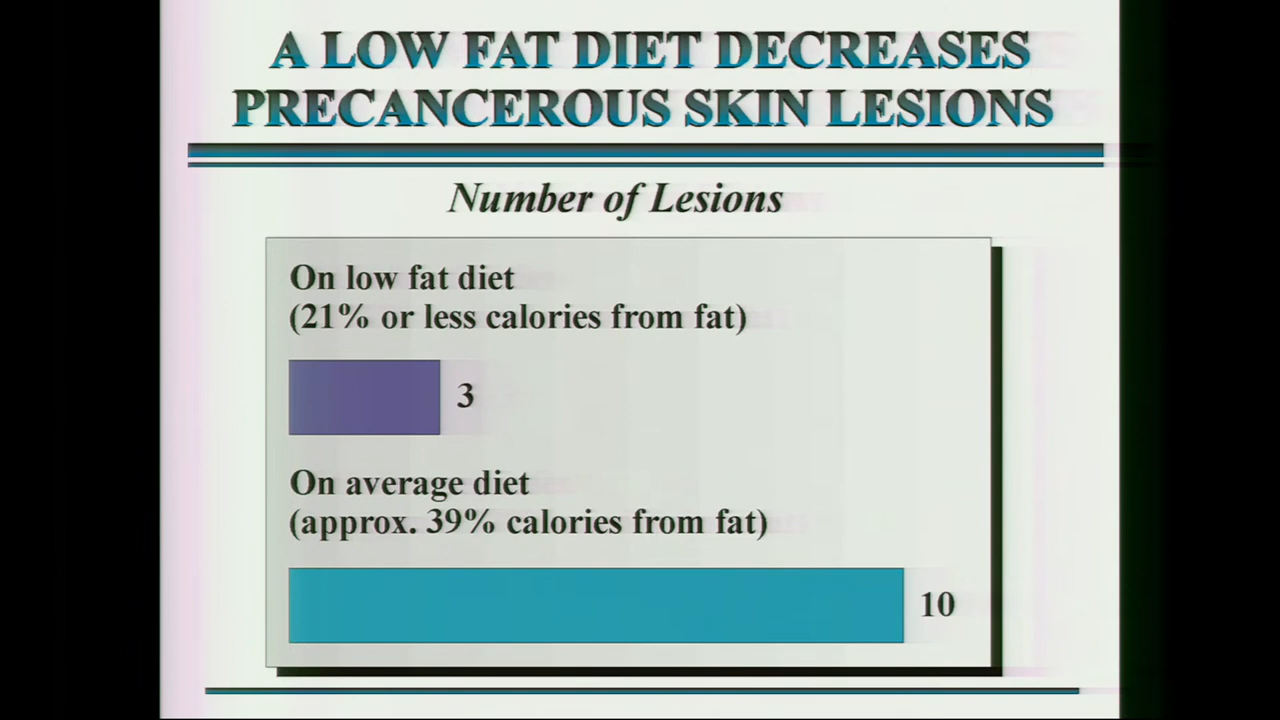 A LOW FAT DIET DECREASES
PRECANCEROUS SKIN LESIONS
Number of Lesions
On low fat diet
(21% or less calories from fat)
3
On average diet
(approx. 39% calories from fat)
10